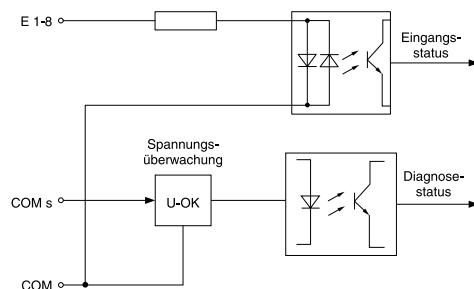 E 1-8
Eingangs-
status
Spannungs-
überwachung
U-OK
COM s
Diagnose-
status
COM